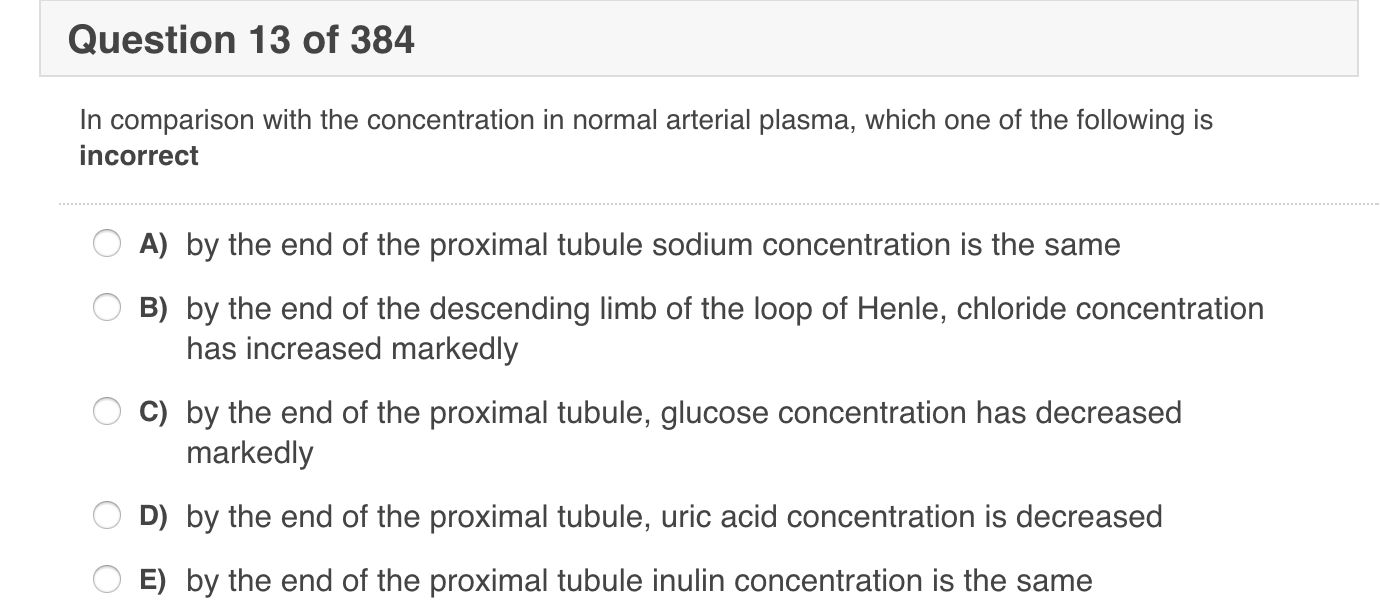 Question 13 of 384
In comparison with the concentration in normal arterial plasma, which one of the following is
incorrect
A) by the end of the proximal tubule sodium concentration is the same
B) by the end of the descending limb of the loop of Henle, chloride concentration
has increased markedly
C) by the end of the proximal tubule, glucose concentration has decreased
markedly
D) by the end of the proximal tubule, uric acid concentration is decreased
E) by the end of the proximal tubule inulin concentration is the same